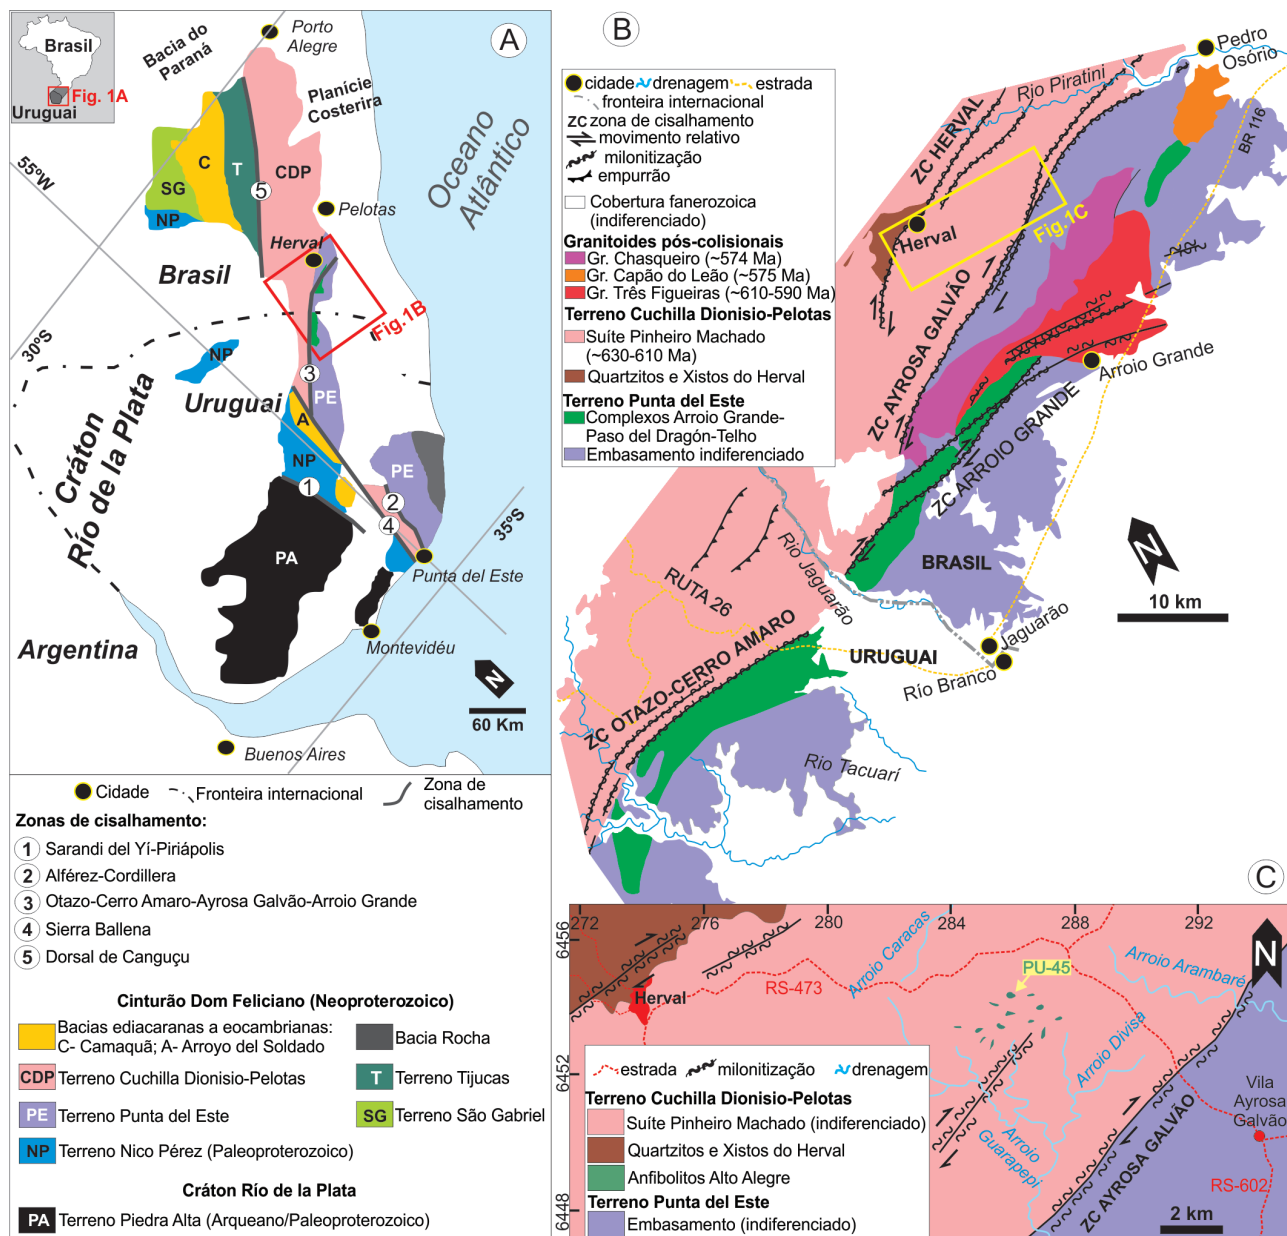 Brasil
Fig. 1A
Uruguai
Bacia do
Paraná
Porto
Alegre
A
Planície
Costerira
Oceano
Atlântico
55ºW
C
T
SG
NP
CDP
5
Pelotas
Herval
Brasil
Fig.1B
30ºS
NP
3
Uruguai
PE
A
Cráton
Río de la Plata
NP
1
PE
2
4
35ºS
PA
Punta del Este
Montevidéu
Argentina
N
60 Km
Buenos Aires
Cidade
Fronteira internacional
Zona de
cisalhamento
Zonas de cisalhamento:
1 Sarandi del Yí-Piriápolis
2 Alférez-Cordillera
3 Otazo-Cerro Amaro-Ayrosa Galvão-Arroio Grande
4 Sierra Ballena
5 Dorsal de Canguçu
Cinturão Dom Feliciano (Neoproterozoico)
Bacias ediacaranas a eocambrianas:
C- Camaquã; A- Arroyo del Soldado
Bacia Rocha
CDP Terreno Cuchilla Dionisio-Pelotas
T Terreno Tijucas
PE Terreno Punta del Este
SG Terreno São Gabriel
NP Terreno Nico Pérez (Paleoproterozoico)
Cráton Río de la Plata
PA Terreno Piedra Alta (Arqueano/Paleoproterozoico)
B
cidade drenagem estrada
fronteira internacional
ZC zona de cisalhamento
movimento relativo
milonitização
empurrão
Cobertura fanerozoica
(indiferenciado)
Granitoides pós-colisionais
Gr. Chasqueiro (~574 Ma)
Gr. Capão do Leão (~575 Ma)
Gr. Três Figueiras (~610-590 Ma)
Terreno Cuchilla Dionisio-Pelotas
Suíte Pinheiro Machado
(~630-610 Ma)
Quartzitos e Xistos do Herval
Terreno Punta del Este
Complexos Arroio Grande-
Paso del Dragón-Telho
Embasamento indiferenciado
Pedro
Osório
Rio Piratini
ZC HERVAL
BR 116
Herval
Fig.1C
ZC AYROSA GALVÃO
Arroio Grande
ZC ARROIO GRANDE
Rio Jaguarão
BRASIL
N
10 km
RUTA 26
Jaguarão
URUGUAI
Río Branco
ZC OTAZO-CERRO AMARO
Río Tacuarí
C
272
276
280
284
288
292
6456
6452
6448
N
Arroio Caracas
PU-45
Arroio Arambaré
RS-473
Herval
Arroio Divisa
Vila
Ayrosa
Galvão
Arroio
Guarapepi
ZC AYROSA GALVÃO
RS-602
2 km
estrada milonitização drenagem
Terreno Cuchilla Dionisio-Pelotas
Suíte Pinheiro Machado (indiferenciado)
Quartzitos e Xistos do Herval
Anfibolitos Alto Alegre
Terreno Punta del Este
Embasamento (indiferenciado)